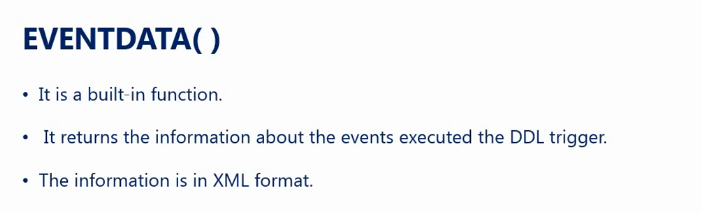 EVENTDATA( )
• It is a built-in function.
• It returns the information about the events executed the DDL trigger.
• The information is in XML format.